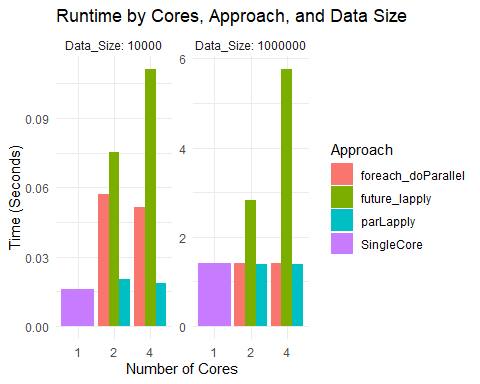 Runtime by Cores, Approach, and Data Size
Data_Size: 10000
Data_Size: 1000000
Time (Seconds)
0.09
0.06
0.03
0.00
6
4
2
0
1
2
4
1
2
4
Number of Cores
Approach
foreach_doParallel
future_lapply
parLapply
SingleCore